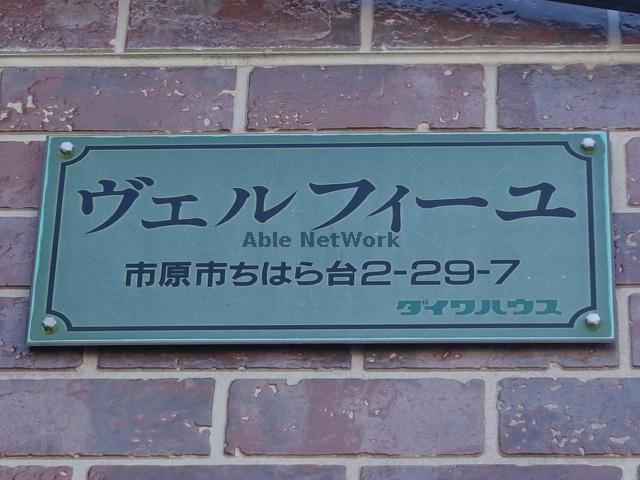 ヴェルフィーユ
Able NetWork
市原市ちはら台2-29-7
ダイワハウス